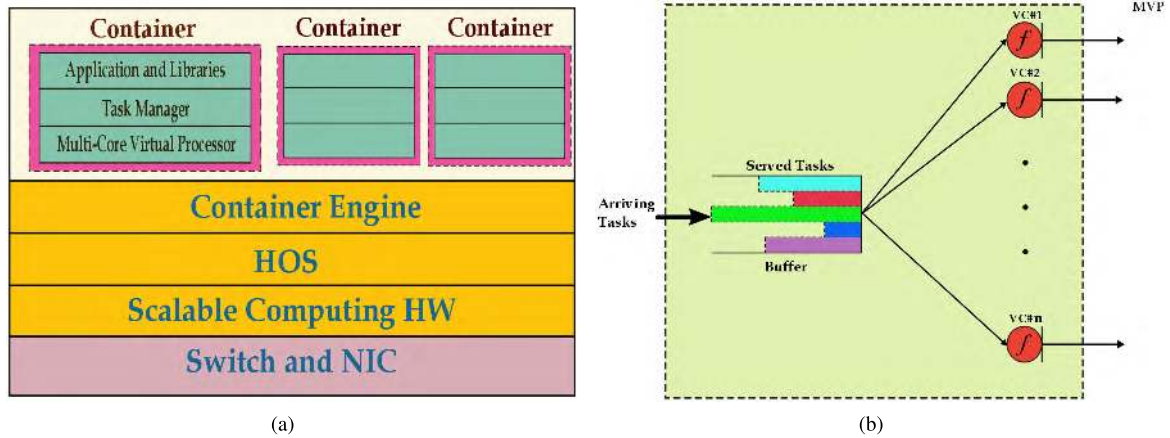 Container
Container
Container
Application and Libraries
Task Manager
Multi-Core Virtual Processor
Container Engine
HOS
Scalable Computing HW
Switch and NIC
(a)
MVP
VC#1
f
VC#2
f
Served Tasks
Arriving
Tasks
Buffer
VC#n
f
(b)